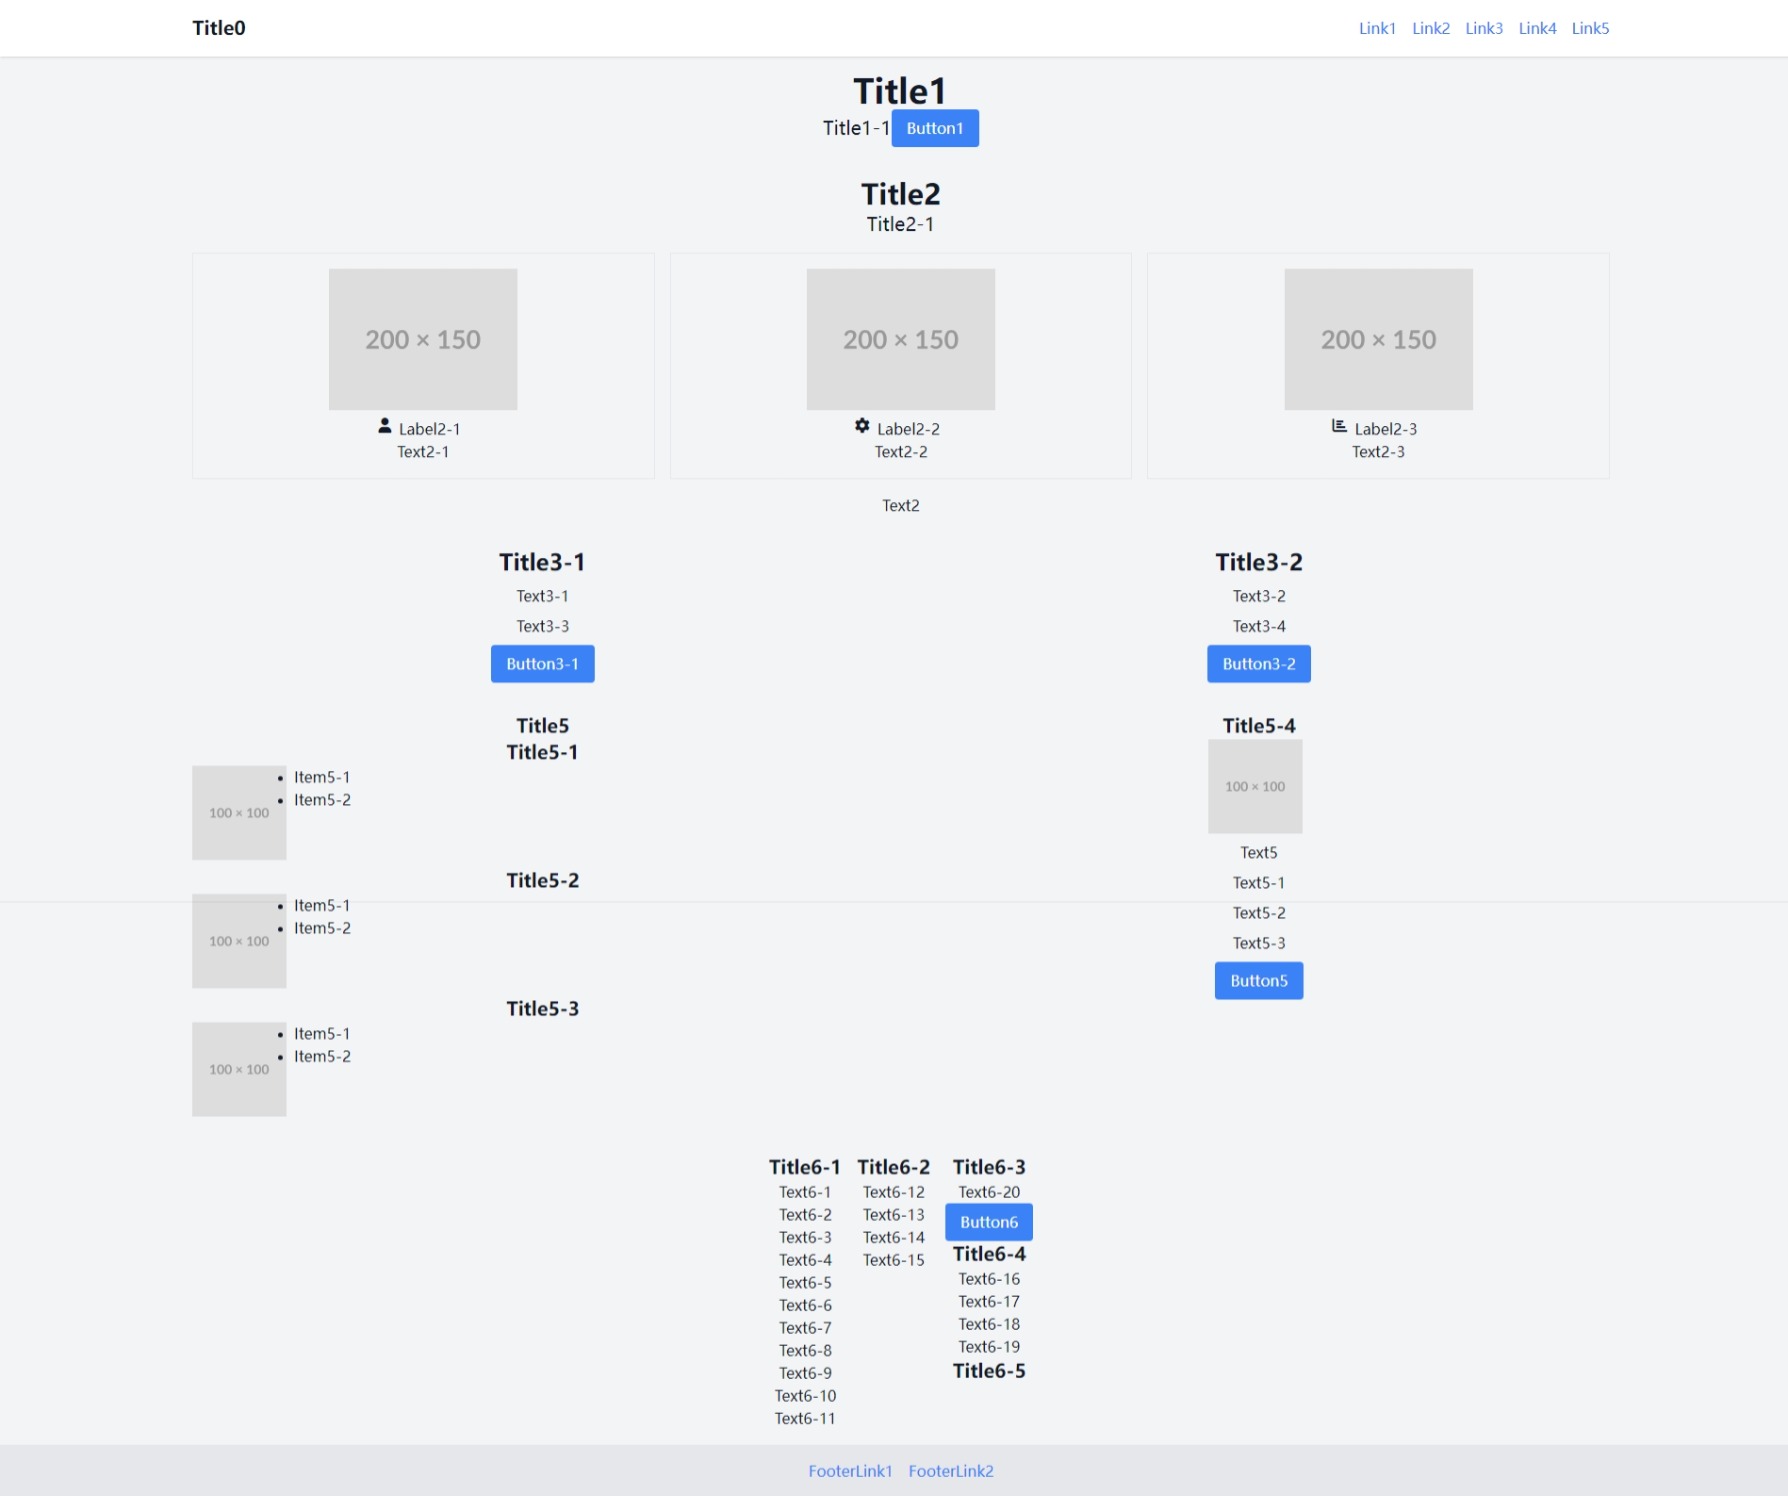 Title0
Link1 Link2 Link3 Link4 Link5
Title1
Title1-1 Button1
Title2
Title2-1
200 × 150
Label2-1
Text2-1
200 × 150
Label2-2
Text2-2
200 × 150
Label2-3
Text2-3
Text2
Title3-1
Text3-1
Text3-3
Button3-1
Title3-2
Text3-2
Text3-4
Button3-2
Title5
Title5-1
100 × 100
Item5-1
Item5-2
Title5-2
100 × 100
Item5-1
Item5-2
Title5-3
100 × 100
Item5-1
Item5-2
Title5-4
100 × 100
Text5
Text5-1
Text5-2
Text5-3
Button5
Title6-1
Text6-1
Text6-2
Text6-3
Text6-4
Text6-5
Text6-6
Text6-7
Text6-8
Text6-9
Text6-10
Text6-11
Title6-2
Text6-12
Text6-13
Text6-14
Text6-15
Title6-3
Text6-20
Button6
Title6-4
Text6-16
Text6-17
Text6-18
Text6-19
Title6-5
FooterLink1 FooterLink2